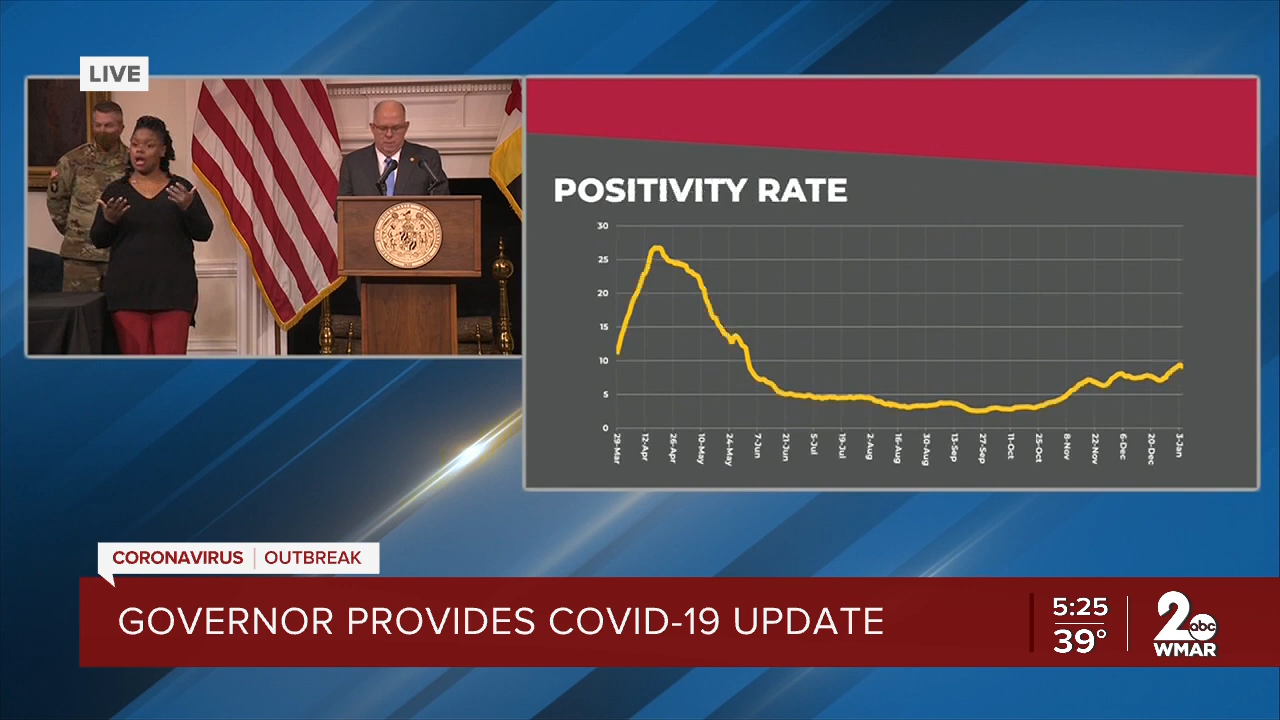 LIVE
POSITIVITY RATE
30
25
20
15
10
5
0
29-Mar
12-Apr
26-Apr
10-May
24-May
7-Jun
21-Jun
5-Jul
19-Jul
2-Aug
16-Aug
30-Aug
13-Sep
27-Sep
11-Oct
25-Oct
8-Nov
22-Nov
6-Dec
20-Dec
3-Jan
CORONAVIRUS | OUTBREAK
GOVERNOR PROVIDES COVID-19 UPDATE
5:25
39°
2
abc
WMAR